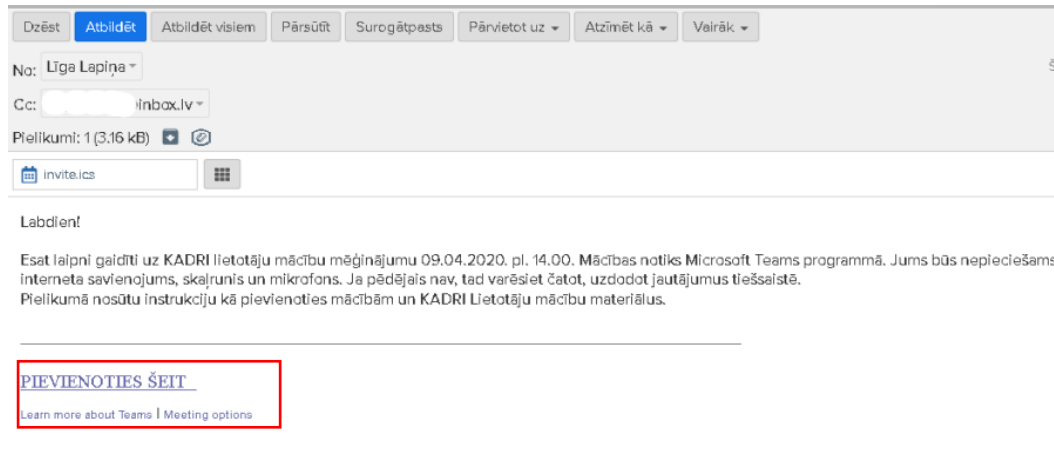 Dzēst Atbildēt Atbildēt visiem Pārsūtīt Surogātpasts Pārvietot uz Atzīmēt kā Vairāk
No: Līga Lapiņa
Cc: inbox.lv
Pielikumi: 1 (3.16 kB)
invite.ics
Labdien!
Esat laipni gaidīti uz KADRI lietotāju mācību mēģinājumu 09.04.2020. pl. 14.00. Mācības notiks Microsoft Teams programmā. Jums būs nepieciešams
interneta savienojums, skaļrunis un mikrofons. Ja pēdējais nav, tad varēsiet čatot, uzdodot jautājumus tiešsaistē.
Pielikumā nosūtu instrukciju kā pievienoties mācībām un KADRI Lietotāju mācību materiālus.
PIEVIENOTIES ŠEIT
Learn more about Teams | Meeting options